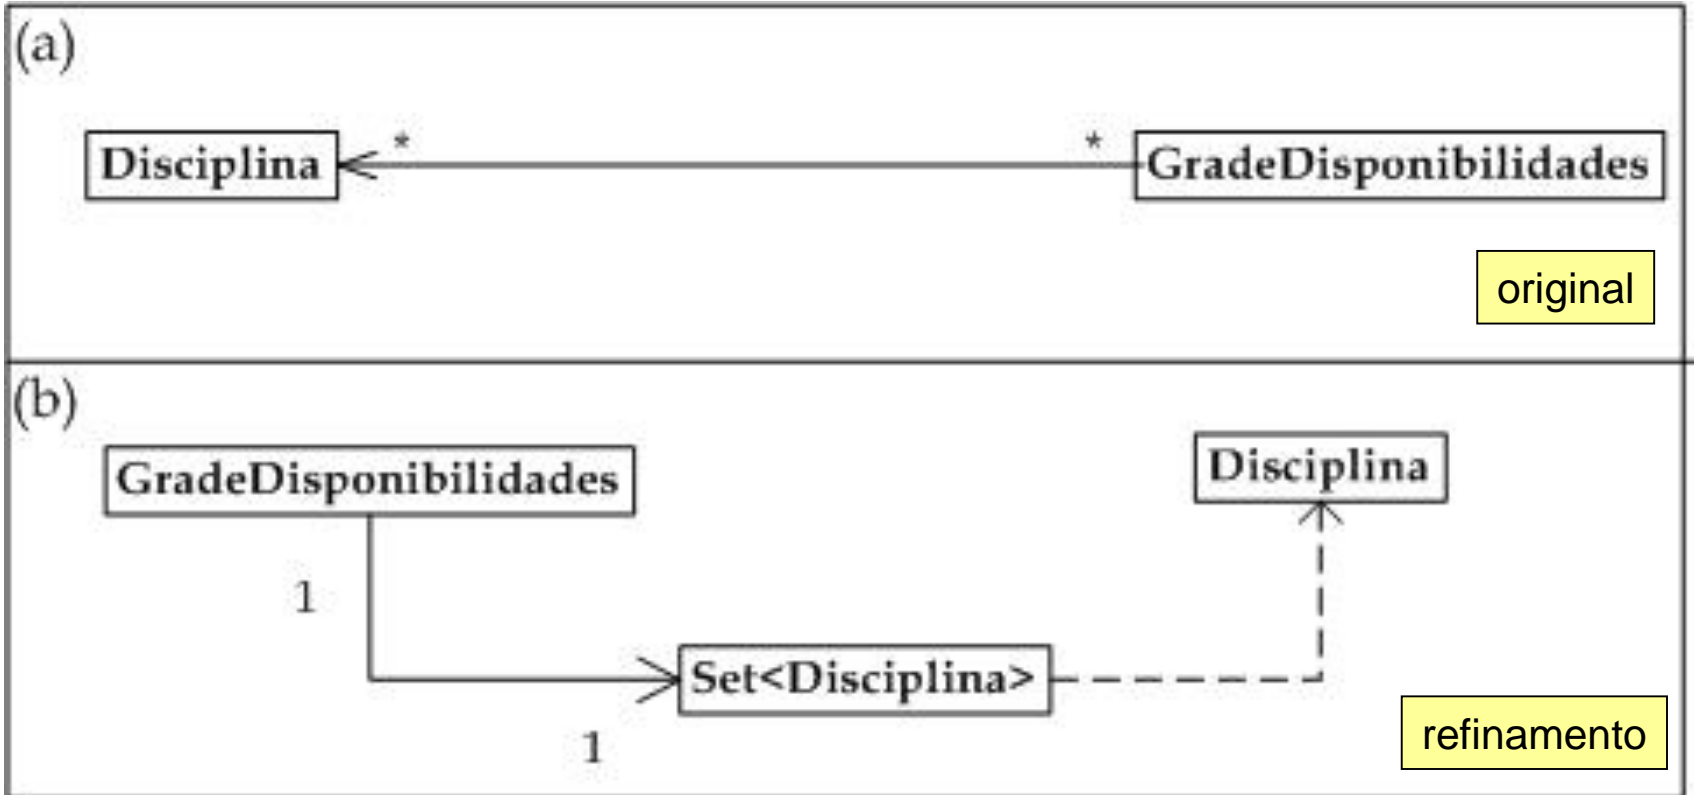 (a)
* *
Disciplina GradeDisponibilidades
original
(b)
GradeDisponibilidades Disciplina
1
Set<Disciplina>
1
refinamento